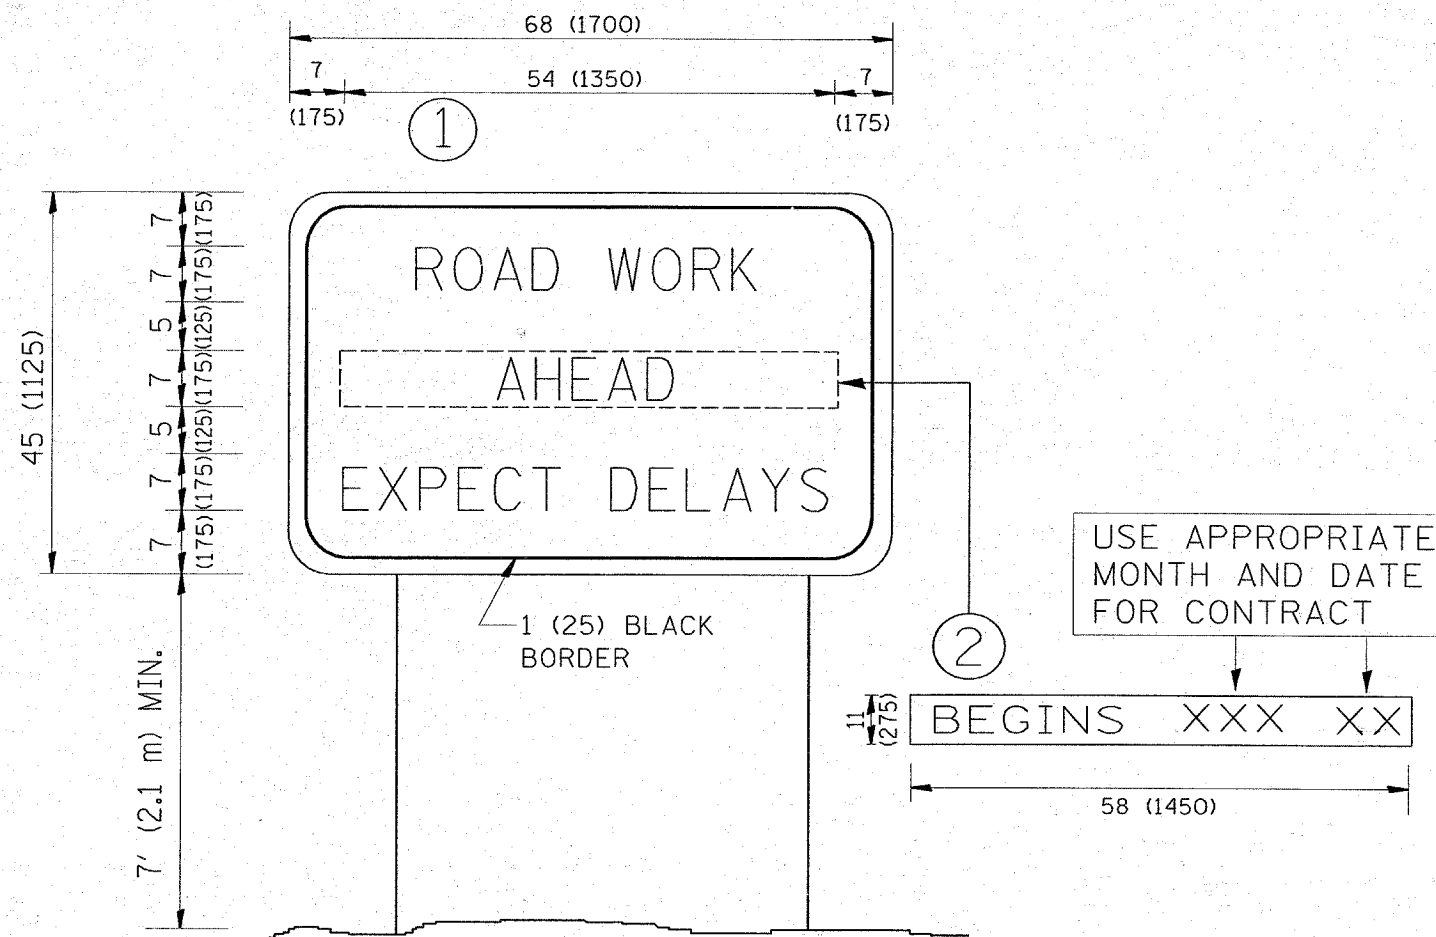 68 (1700)
7
54 (1350)
7
(175)
(175)
1
45 (1125)
7
(175)
7
(175)
5
(125)
7
(175)
5
(125)
7
(175)
7
(175)
ROAD WORK
AHEAD
EXPECT DELAYS
1 (25) BLACK
BORDER
7' (2.1 m) MIN.
2
USE APPROPRIATE
MONTH AND DATE
FOR CONTRACT
11
(275)
BEGINS XXX XX
58 (1450)